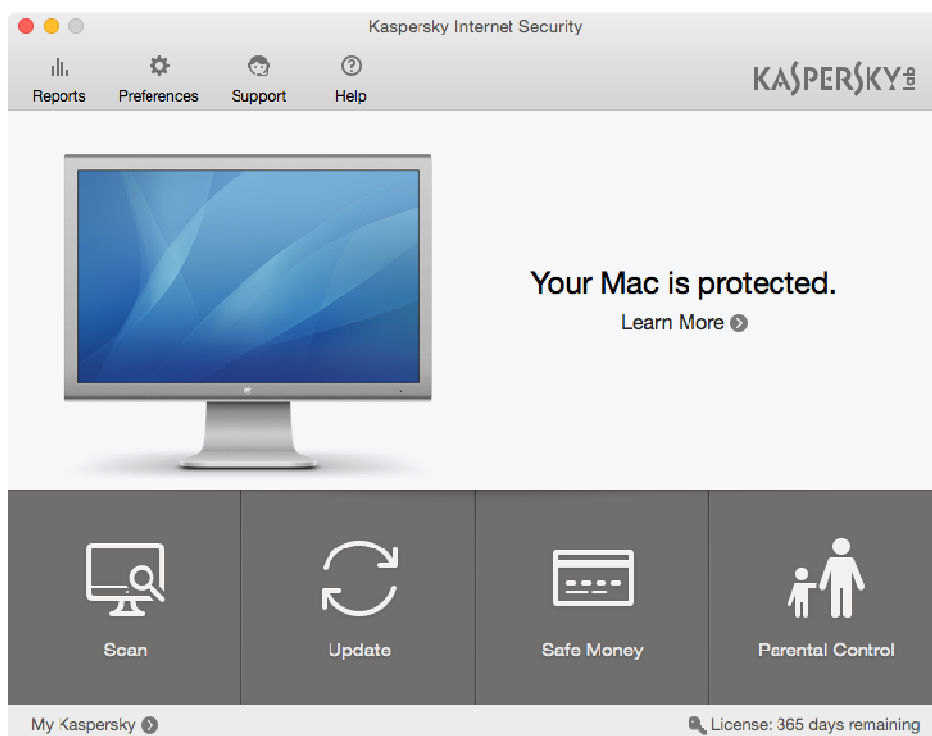 Kaspersky Internet Security
Reports Preferences Support Help
KASPERSKY lab
Your Mac is protected.
Learn More
Scan Update Safe Money Parental Control
My Kaspersky License: 365 days remaining